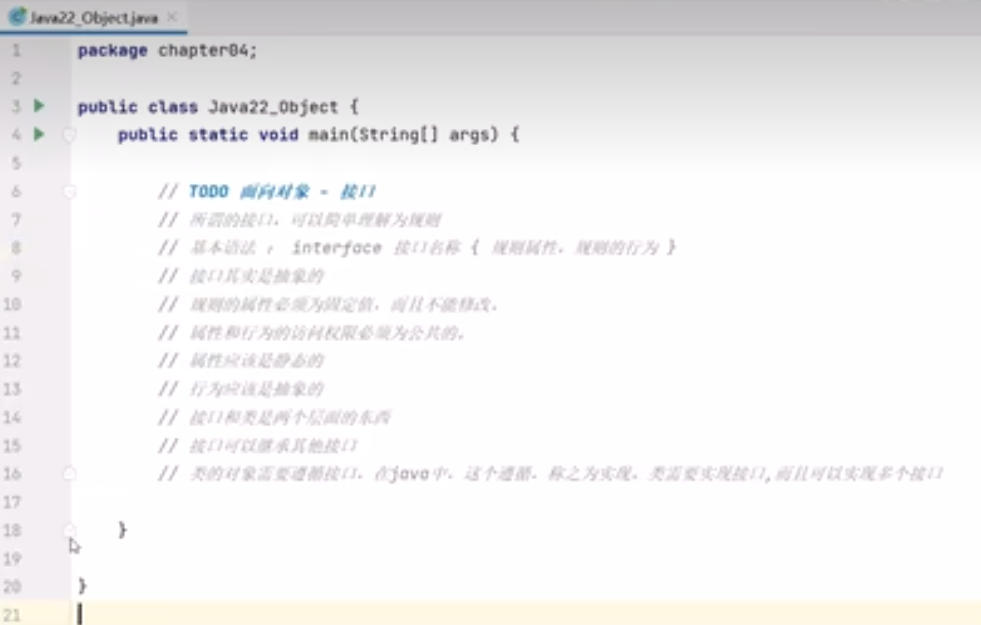 Java22_Object.java
1 package chapter04;
2
3 public class Java22_Object {
4 public static void main(String[] args) {
5
6 // TODO 面向对象 - 接口
7 // 所谓的接口，可以简单理解为规则
8 // 基本语法 ： interface 接口名称 { 规则属性，规则的行为 }
9 // 接口其实是抽象的
10 // 规则的属性必须为固定值，而且不能修改。
11 // 属性和行为的访问权限必须为公共的。
12 // 属性应该是静态的
13 // 行为应该是抽象的
14 // 接口和类是两个层面的东西
15 // 接口可以继承其他接口
16 // 类的对象需要遵循接口，在java中，这个遵循，称之为实现，类需要实现接口,而且可以实现多个接口
17
18 }
19
20 }
21